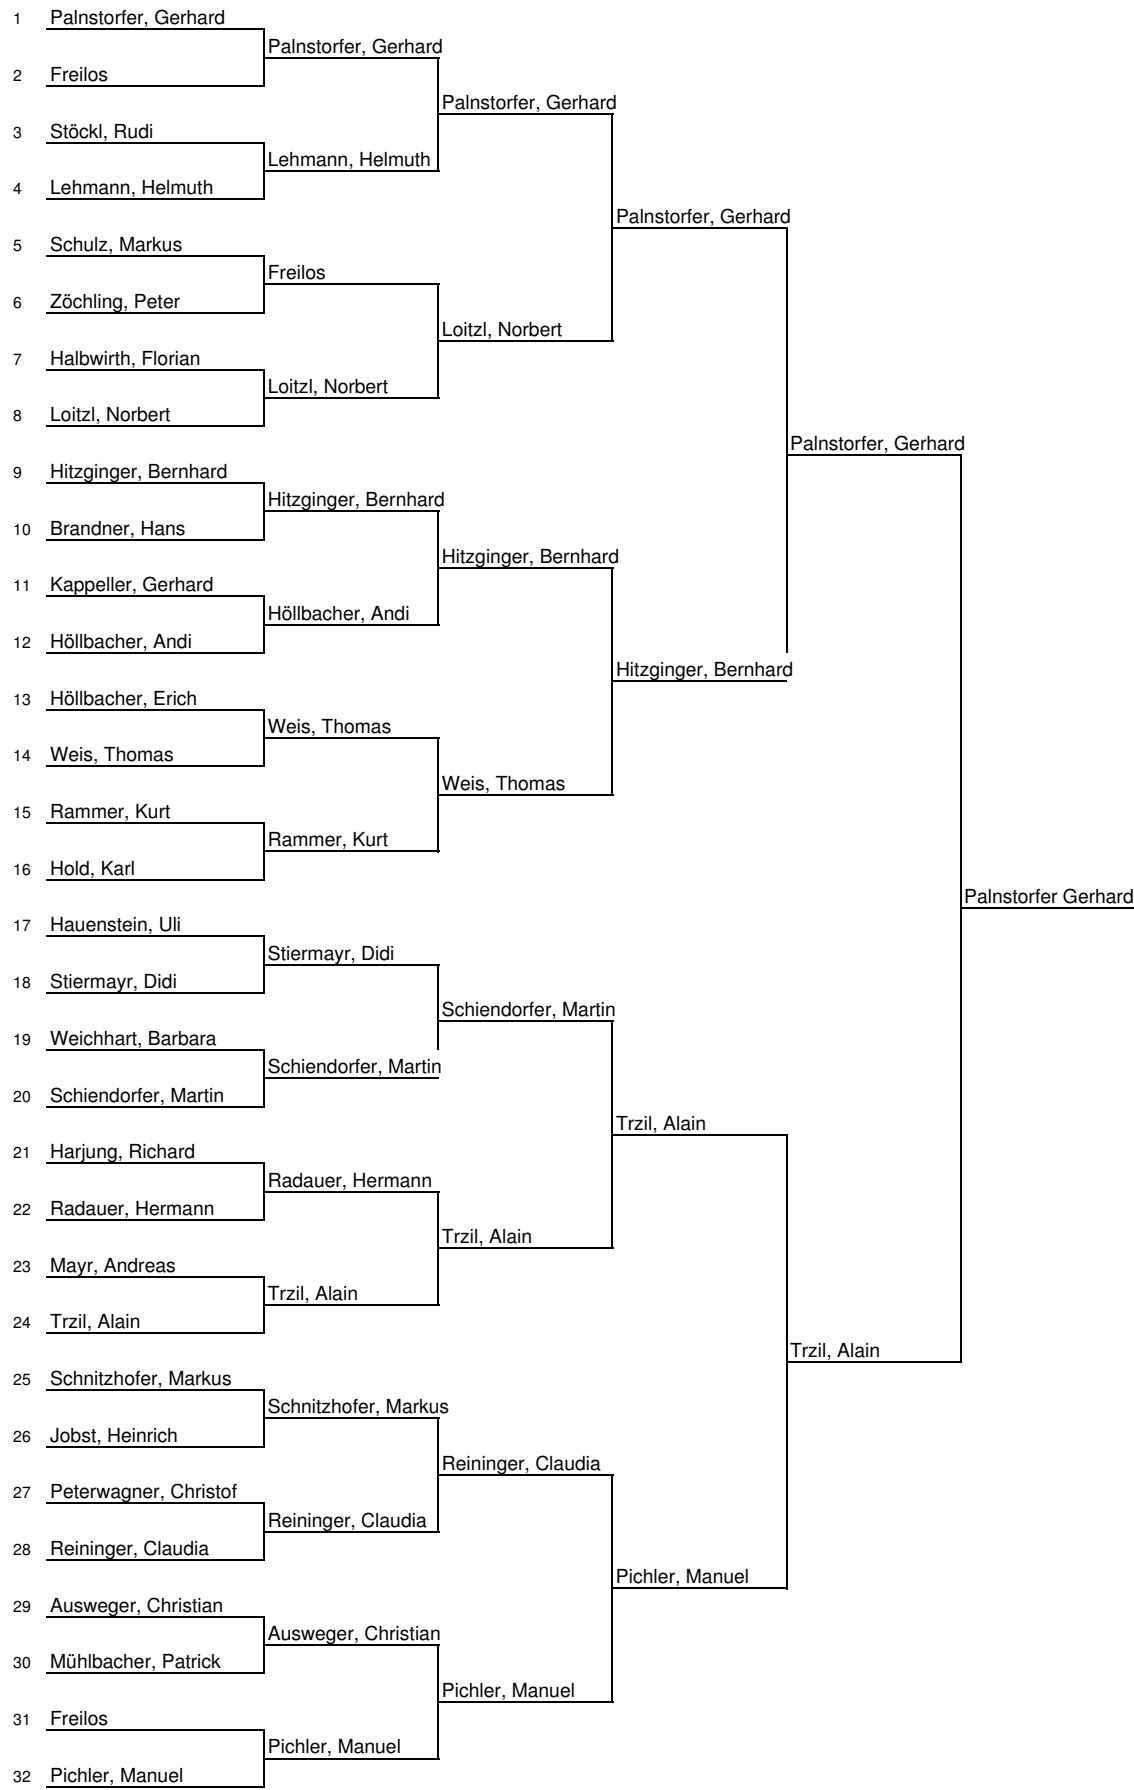 1 Palnstorfer, Gerhard
Palnstorfer, Gerhard
2 Freilos
Palnstorfer, Gerhard
3 Stöckl, Rudi
Lehmann, Helmuth
4 Lehmann, Helmuth
Palnstorfer, Gerhard
5 Schulz, Markus
Freilos
6 Zöchling, Peter
Loitzl, Norbert
7 Halbwirth, Florian
Loitzl, Norbert
8 Loitzl, Norbert
Palnstorfer, Gerhard
9 Hitzginger, Bernhard
Hitzginger, Bernhard
10 Brandner, Hans
Hitzginger, Bernhard
11 Kappeller, Gerhard
Höllbacher, Andi
12 Höllbacher, Andi
Hitzginger, Bernhard
13 Höllbacher, Erich
Weis, Thomas
14 Weis, Thomas
Weis, Thomas
15 Rammer, Kurt
Rammer, Kurt
16 Hold, Karl
Palnstorfer Gerhard
17 Hauenstein, Uli
Stiermayr, Didi
18 Stiermayr, Didi
Schiendorfer, Martin
19 Weichhart, Barbara
Schiendorfer, Martin
20 Schiendorfer, Martin
Trzil, Alain
21 Harjung, Richard
Radauer, Hermann
22 Radauer, Hermann
Trzil, Alain
23 Mayr, Andreas
Trzil, Alain
24 Trzil, Alain
Trzil, Alain
25 Schnitzhofer, Markus
Schnitzhofer, Markus
26 Jobst, Heinrich
Reininger, Claudia
27 Peterwagner, Christof
Reininger, Claudia
28 Reininger, Claudia
Pichler, Manuel
29 Ausweger, Christian
Ausweger, Christian
30 Mühlbacher, Patrick
Pichler, Manuel
31 Freilos
Pichler, Manuel
32 Pichler, Manuel